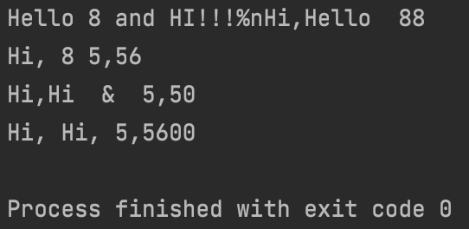 Hello 8 and HI!!!%nHi,Hello  88
Hi, 8 5,56
Hi,Hi  &  5,50
Hi, Hi, 5,5600
Process finished with exit code 0